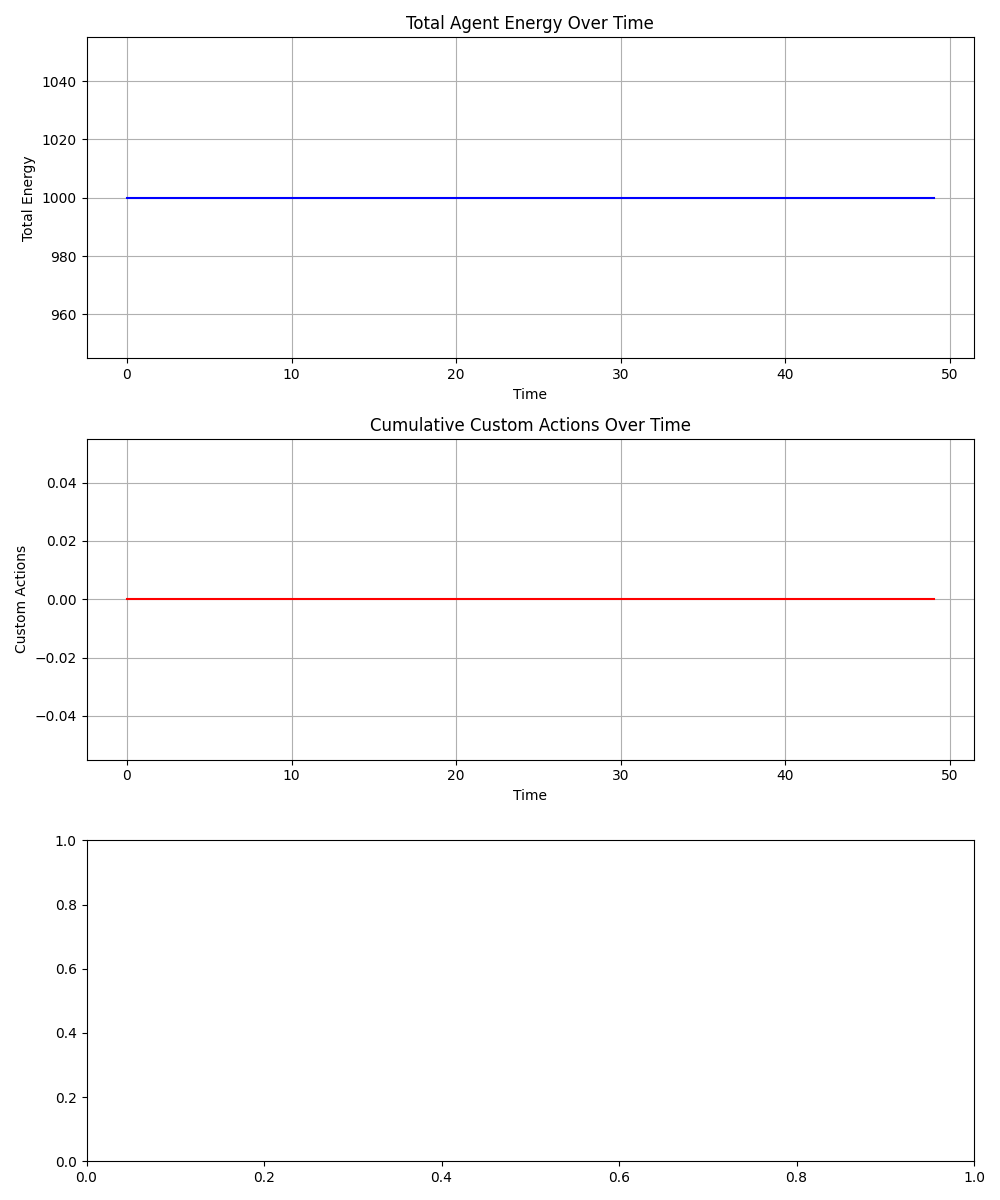 Total Agent Energy Over Time
1040
1020
1000
980
960
Total Energy
0 10 20 30 40 50
Time
Cumulative Custom Actions Over Time
0.04
0.02
0.00
−0.02
−0.04
Custom Actions
0 10 20 30 40 50
Time
1.0
0.8
0.6
0.4
0.2
0.0
0.0 0.2 0.4 0.6 0.8 1.0